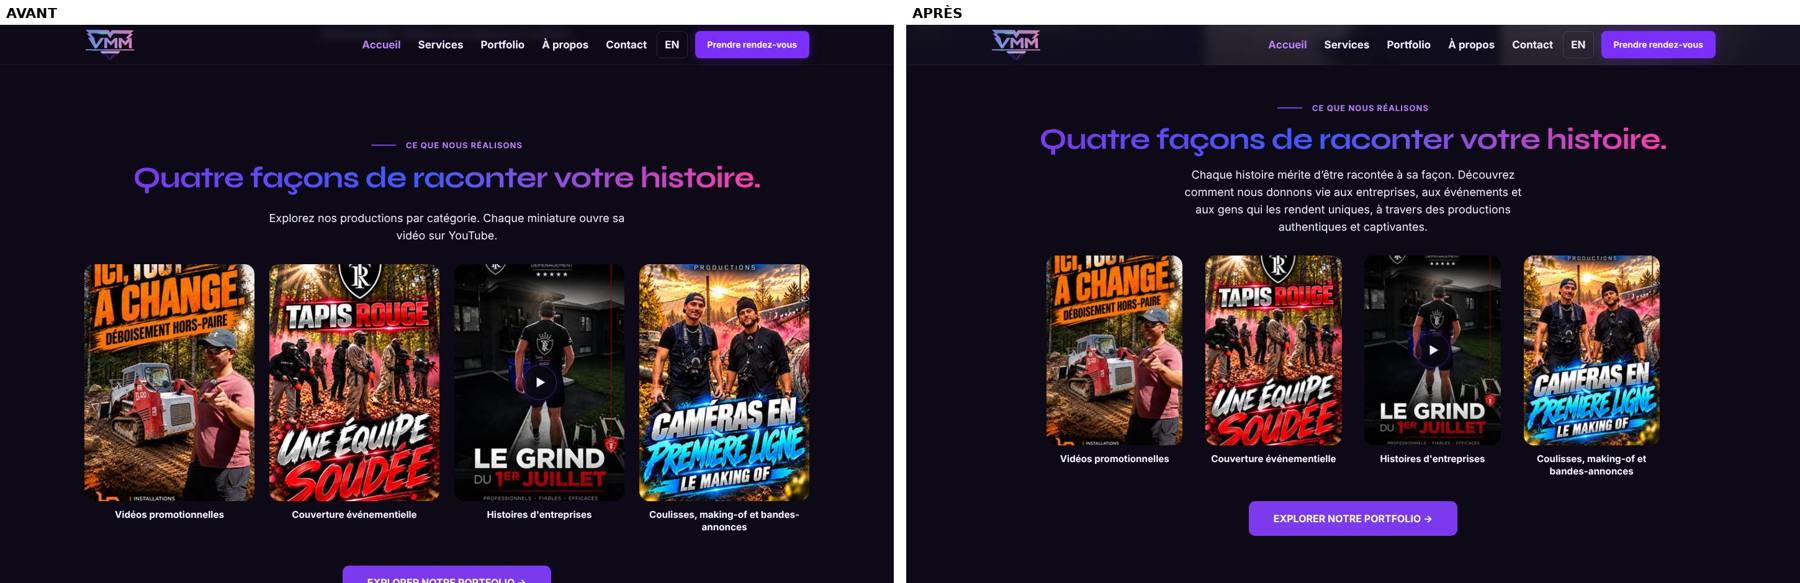 AVANT
VMM
Accueil Services Portfolio À propos Contact EN Prendre rendez-vous
CE QUE NOUS RÉALISONS
Quatre façons de raconter votre histoire.
Explorez nos productions par catégorie. Chaque miniature ouvre sa
vidéo sur YouTube.
ICI, TOUT
A CHANGÉ.
DÉBOISEMENT HORS-PAIRE
INSTALLATIONS
TAPIS ROUGE
UNE ÉQUIPE
SOUDÉE
★★★★★
LE GRIND
DU 1ER JUILLET
PROFESSIONNELS - FIABLES - EFFICACES
PRODUCTIONS
CAMÉRAS EN
PREMIÈRE LIGNE
LE MAKING OF
Vidéos promotionnelles
Couverture événementielle
Histoires d'entreprises
Coulisses, making-of et bandes-
annonces
EXPLORER NOTRE PORTFOLIO →
APRÈS
VMM
Accueil Services Portfolio À propos Contact EN Prendre rendez-vous
CE QUE NOUS RÉALISONS
Quatre façons de raconter votre histoire.
Chaque histoire mérite d’être racontée à sa façon. Découvrez
comment nous donnons vie aux entreprises, aux événements et
aux gens qui les rendent uniques, à travers des productions
authentiques et captivantes.
ICI, TOUT
A CHANGÉ.
DÉBOISEMENT HORS-PAIRE
INSTALLATIONS
TAPIS ROUGE
UNE ÉQUIPE
SOUDÉE
★★★★★
LE GRIND
DU 1ER JUILLET
PROFESSIONNELS - FIABLES - EFFICACES
PRODUCTIONS
CAMÉRAS EN
PREMIÈRE LIGNE
LE MAKING OF
Vidéos promotionnelles
Couverture événementielle
Histoires d'entreprises
Coulisses, making-of et
bandes-annonces
EXPLORER NOTRE PORTFOLIO →